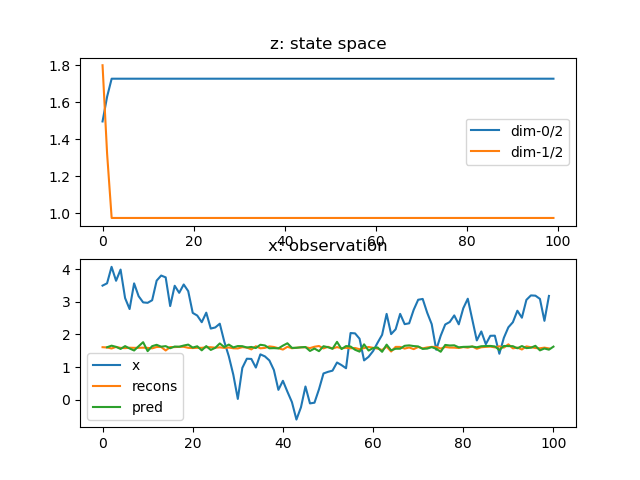 z: state space
1.8
1.6
1.4
1.2
1.0
dim-0/2
dim-1/2
0 20 40 60 80 100
x: observation
4
3
2
1
0
x
recons
pred
0 20 40 60 80 100